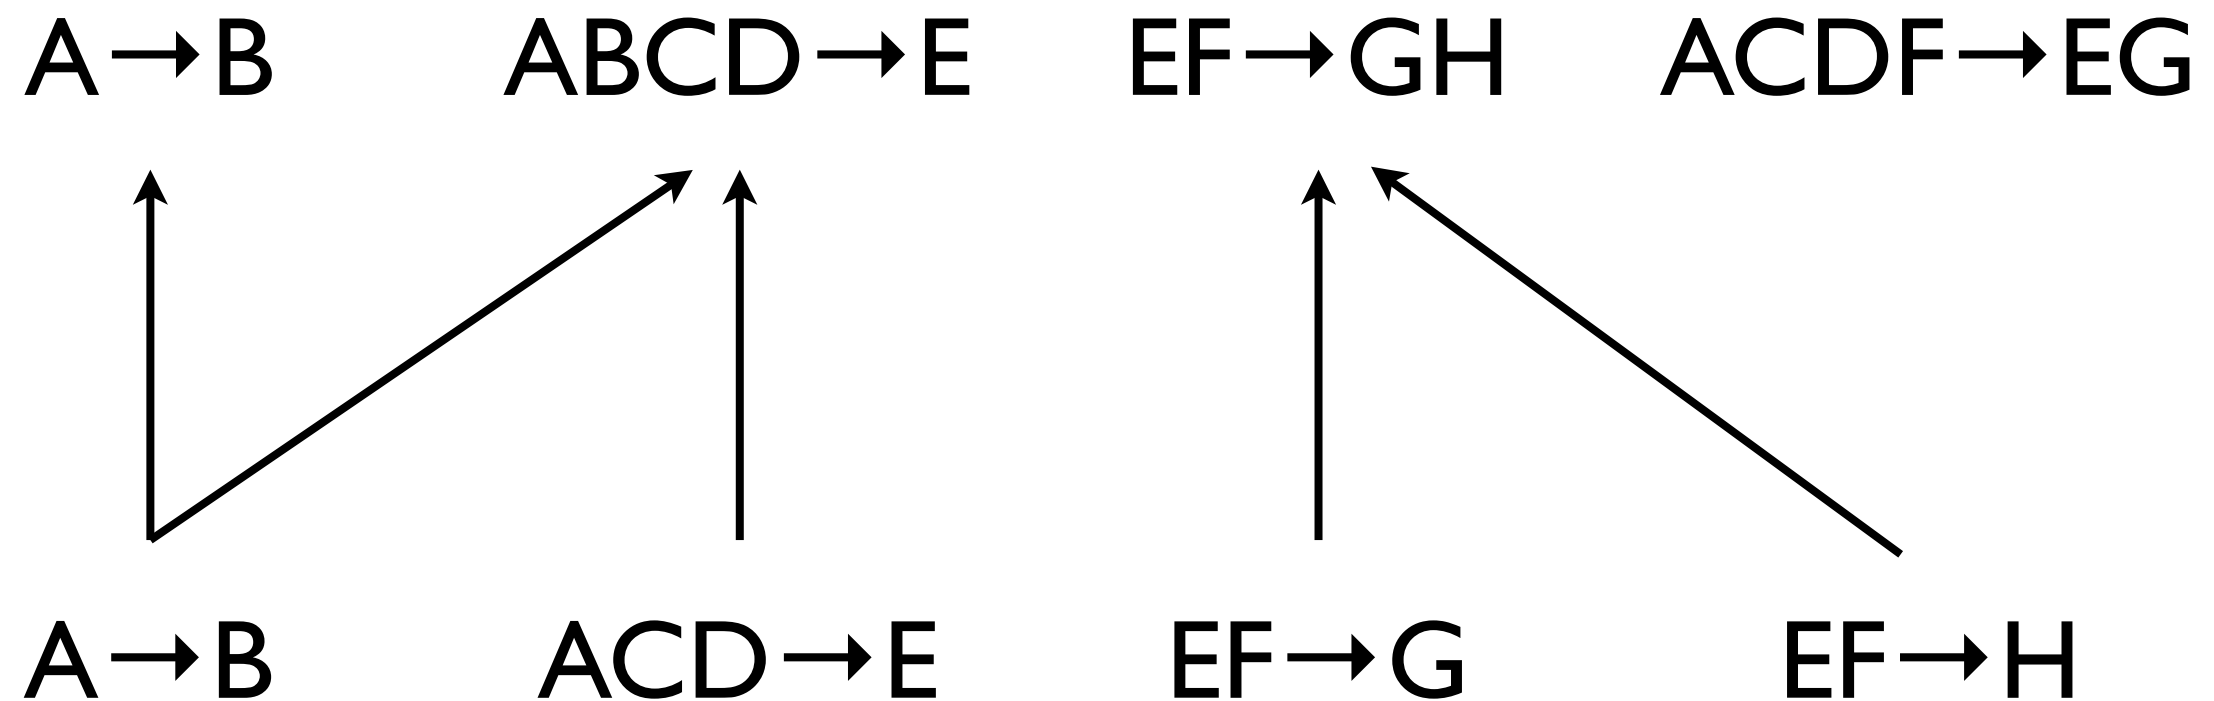 A→B ABCD→E EF→GH ACDF→EG
A→B ACD→E EF→G EF→H